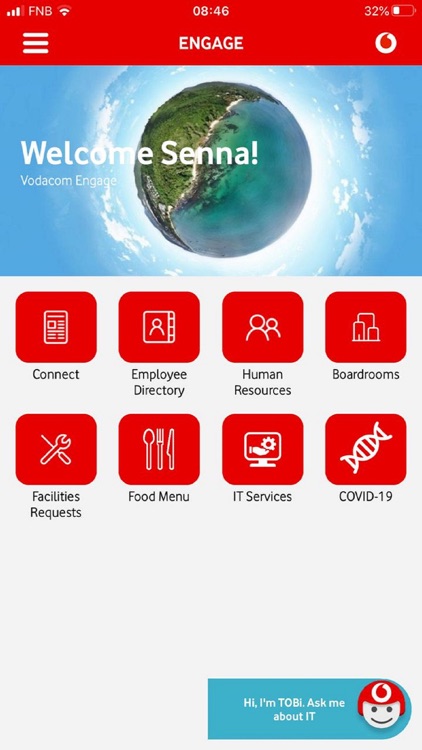 FNB 08:46 32%
ENGAGE
Welcome Senna!
Vodacom Engage
Connect
Employee
Directory
Human
Resources
Boardrooms
Facilities
Requests
Food Menu
IT Services
COVID-19
Hi, I'm TOBi. Ask me
about IT